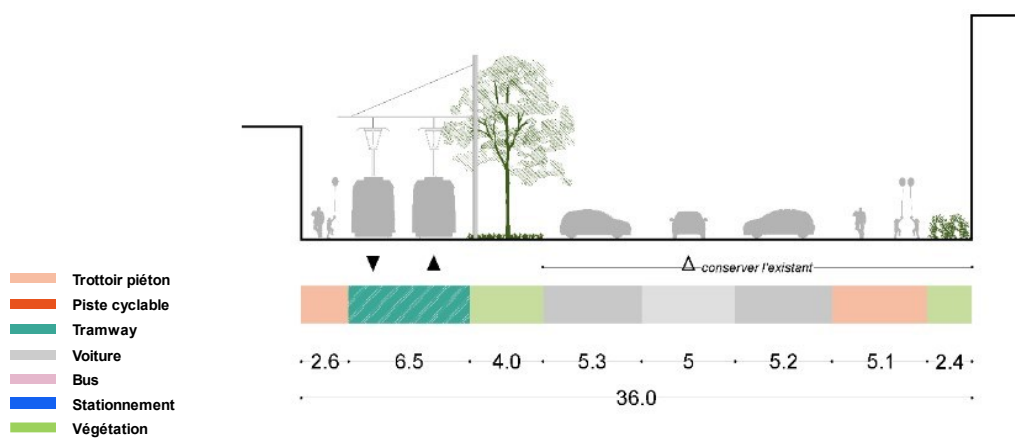 conserver l'existant
Trottoir piéton
Piste cyclable
Tramway
Voiture
Bus
Stationnement
Végétation
2.6 6.5 4.0 5.3 5 5.2 5.1 2.4
36.0